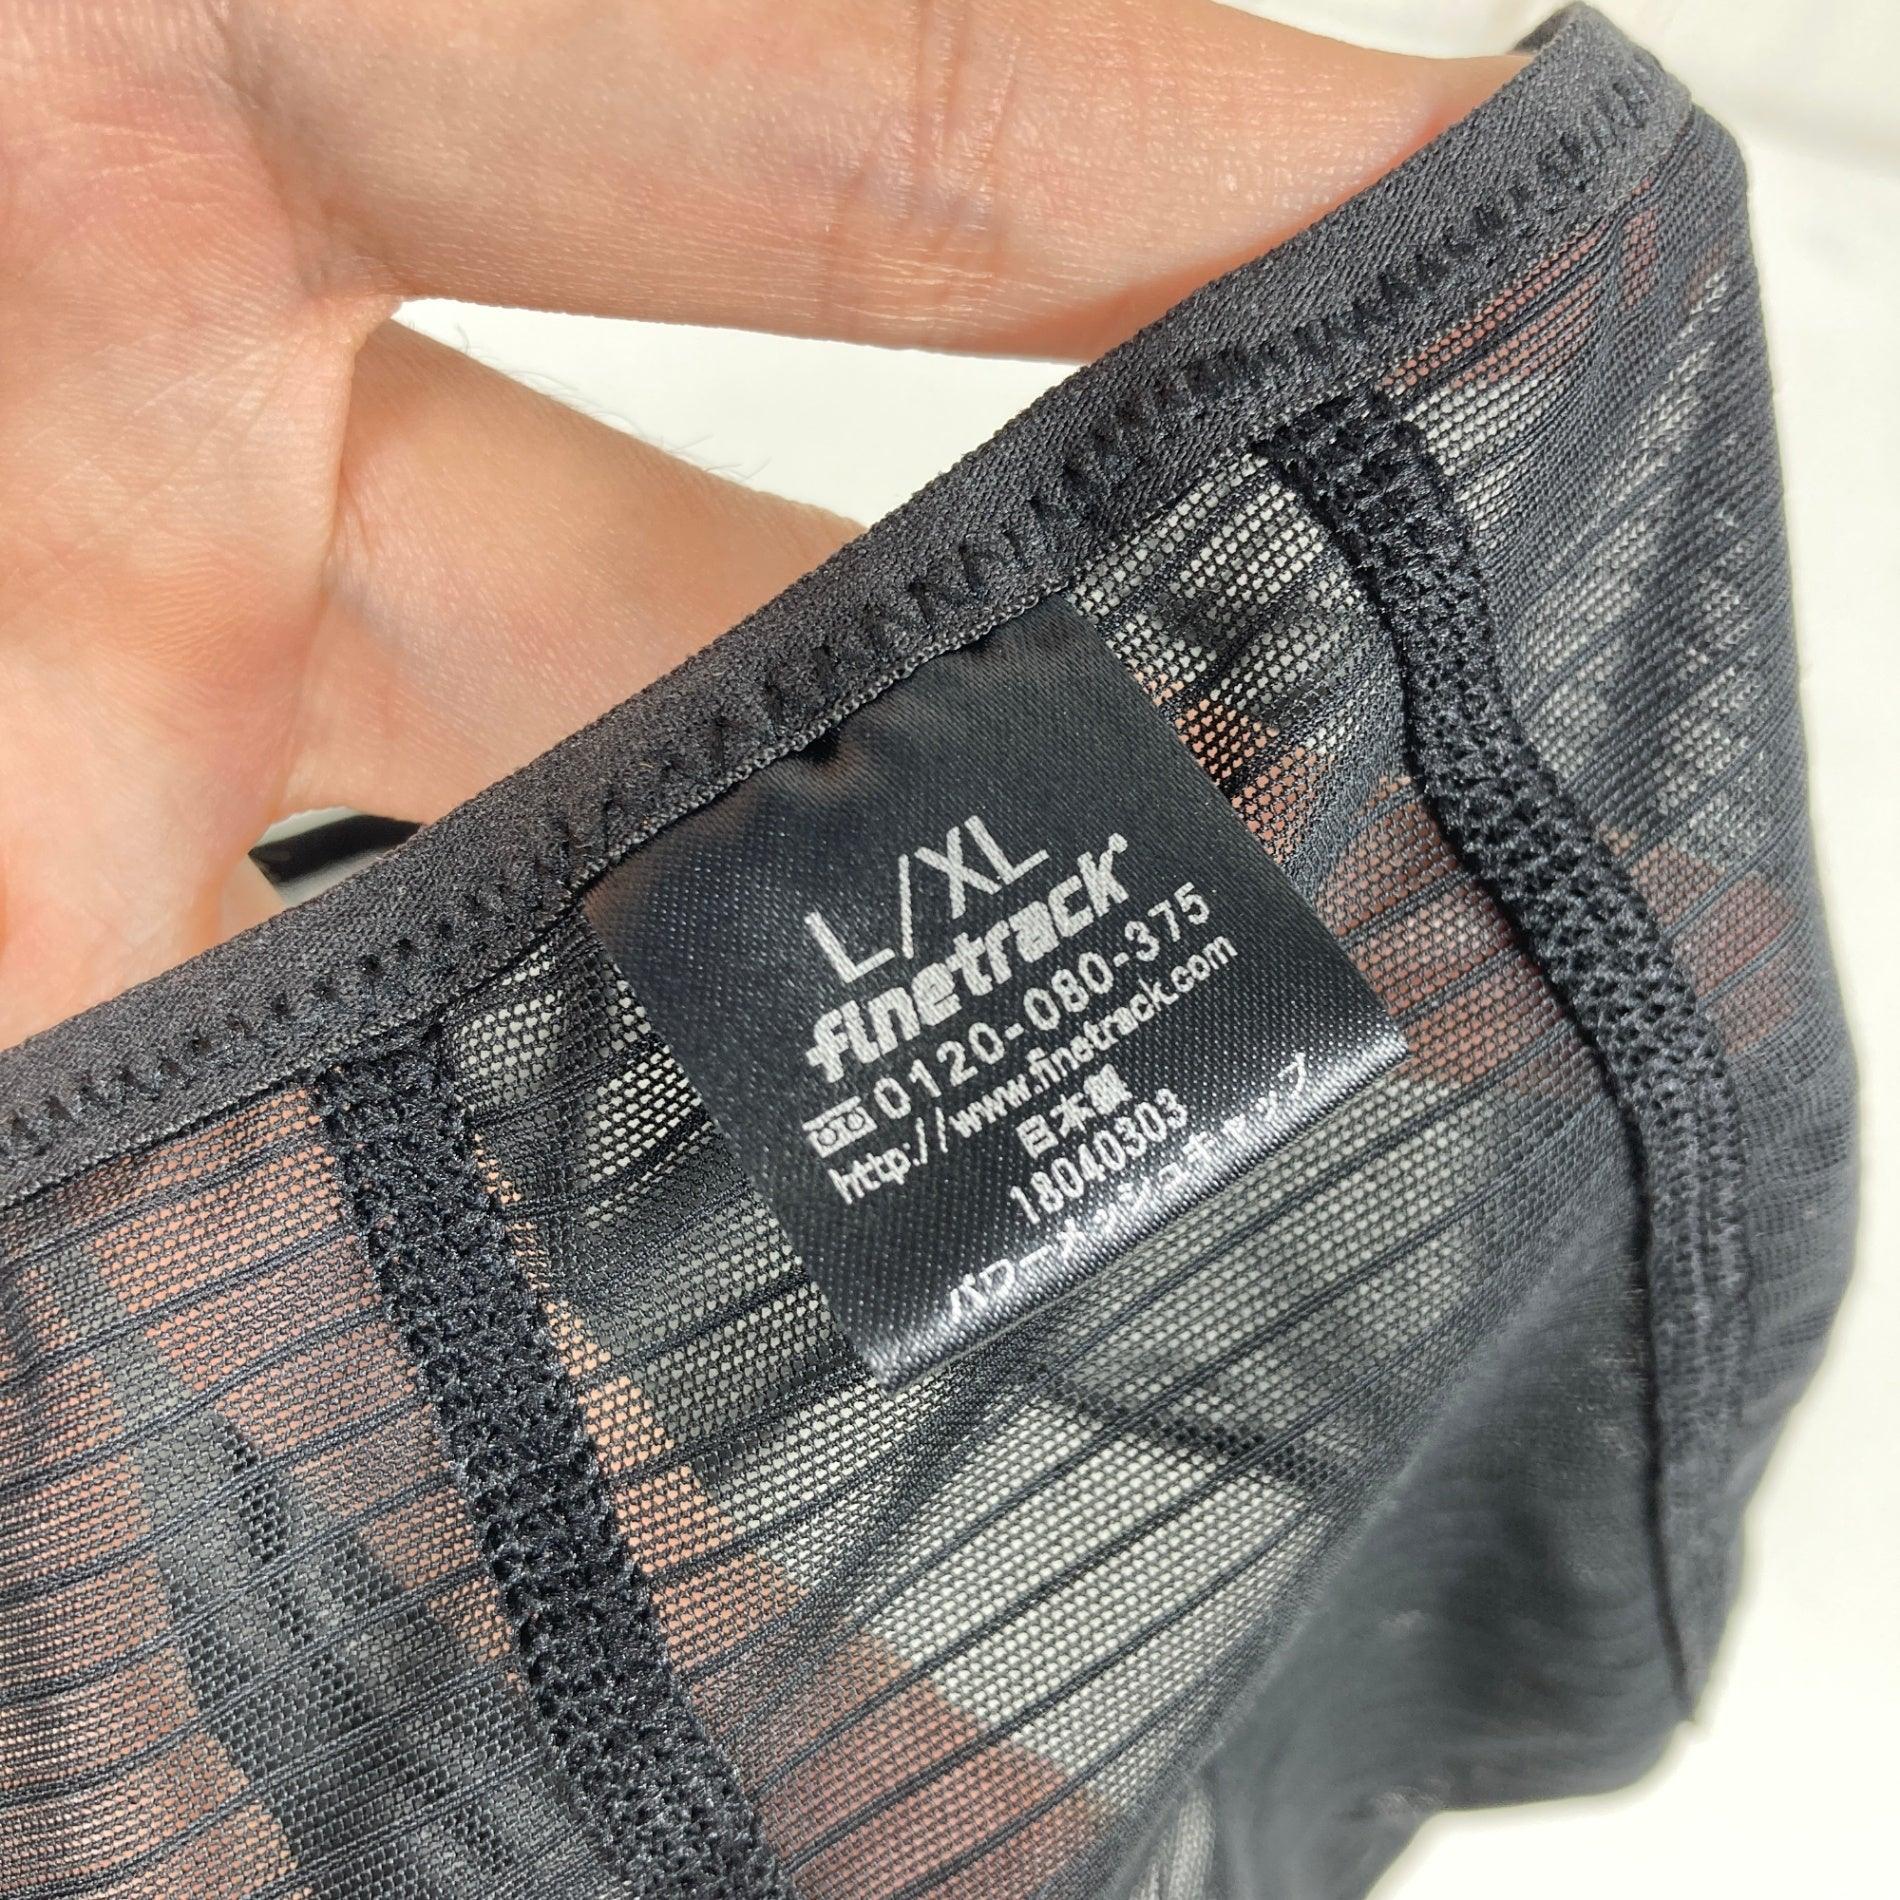 L/XL
finetrack®
0120-080-375
http://www.finetrack.com
日本製
18040303
パワーメッシュキャップ